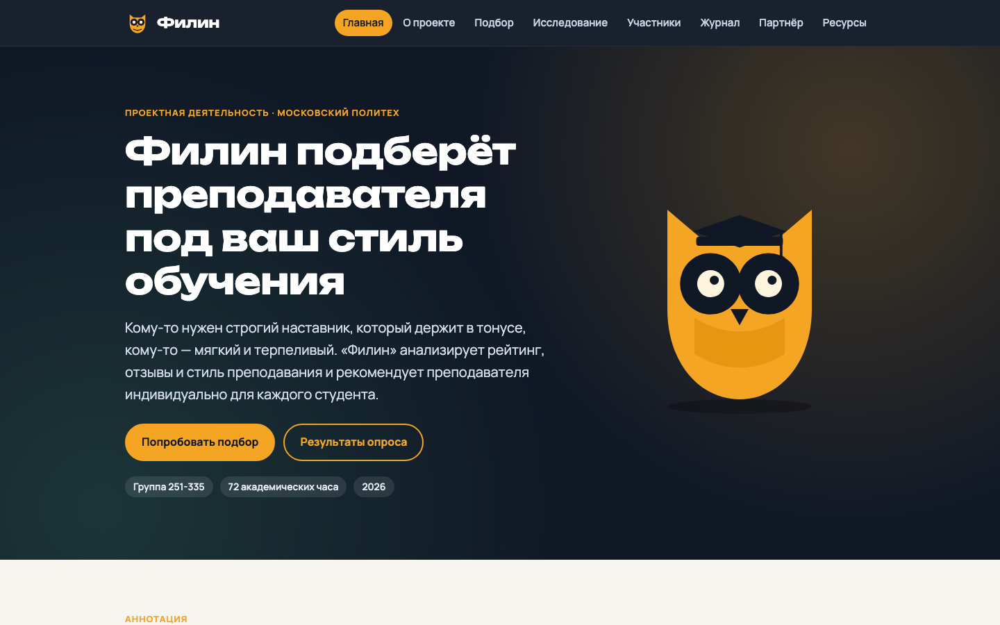 Филин
Главная
О проекте
Подбор
Исследование
Участники
Журнал
Партнёр
Ресурсы
ПРОЕКТНАЯ ДЕЯТЕЛЬНОСТЬ · МОСКОВСКИЙ ПОЛИТЕХ
Филин подберёт
преподавателя
под ваш стиль
обучения
Кому-то нужен строгий наставник, который держит в тонусе,
кому-то — мягкий и терпеливый. «Филин» анализирует рейтинг,
отзывы и стиль преподавания и рекомендует преподавателя
индивидуально для каждого студента.
Попробовать подбор
Результаты опроса
Группа 251-335
72 академических часа
2026
АННОТАЦИЯ